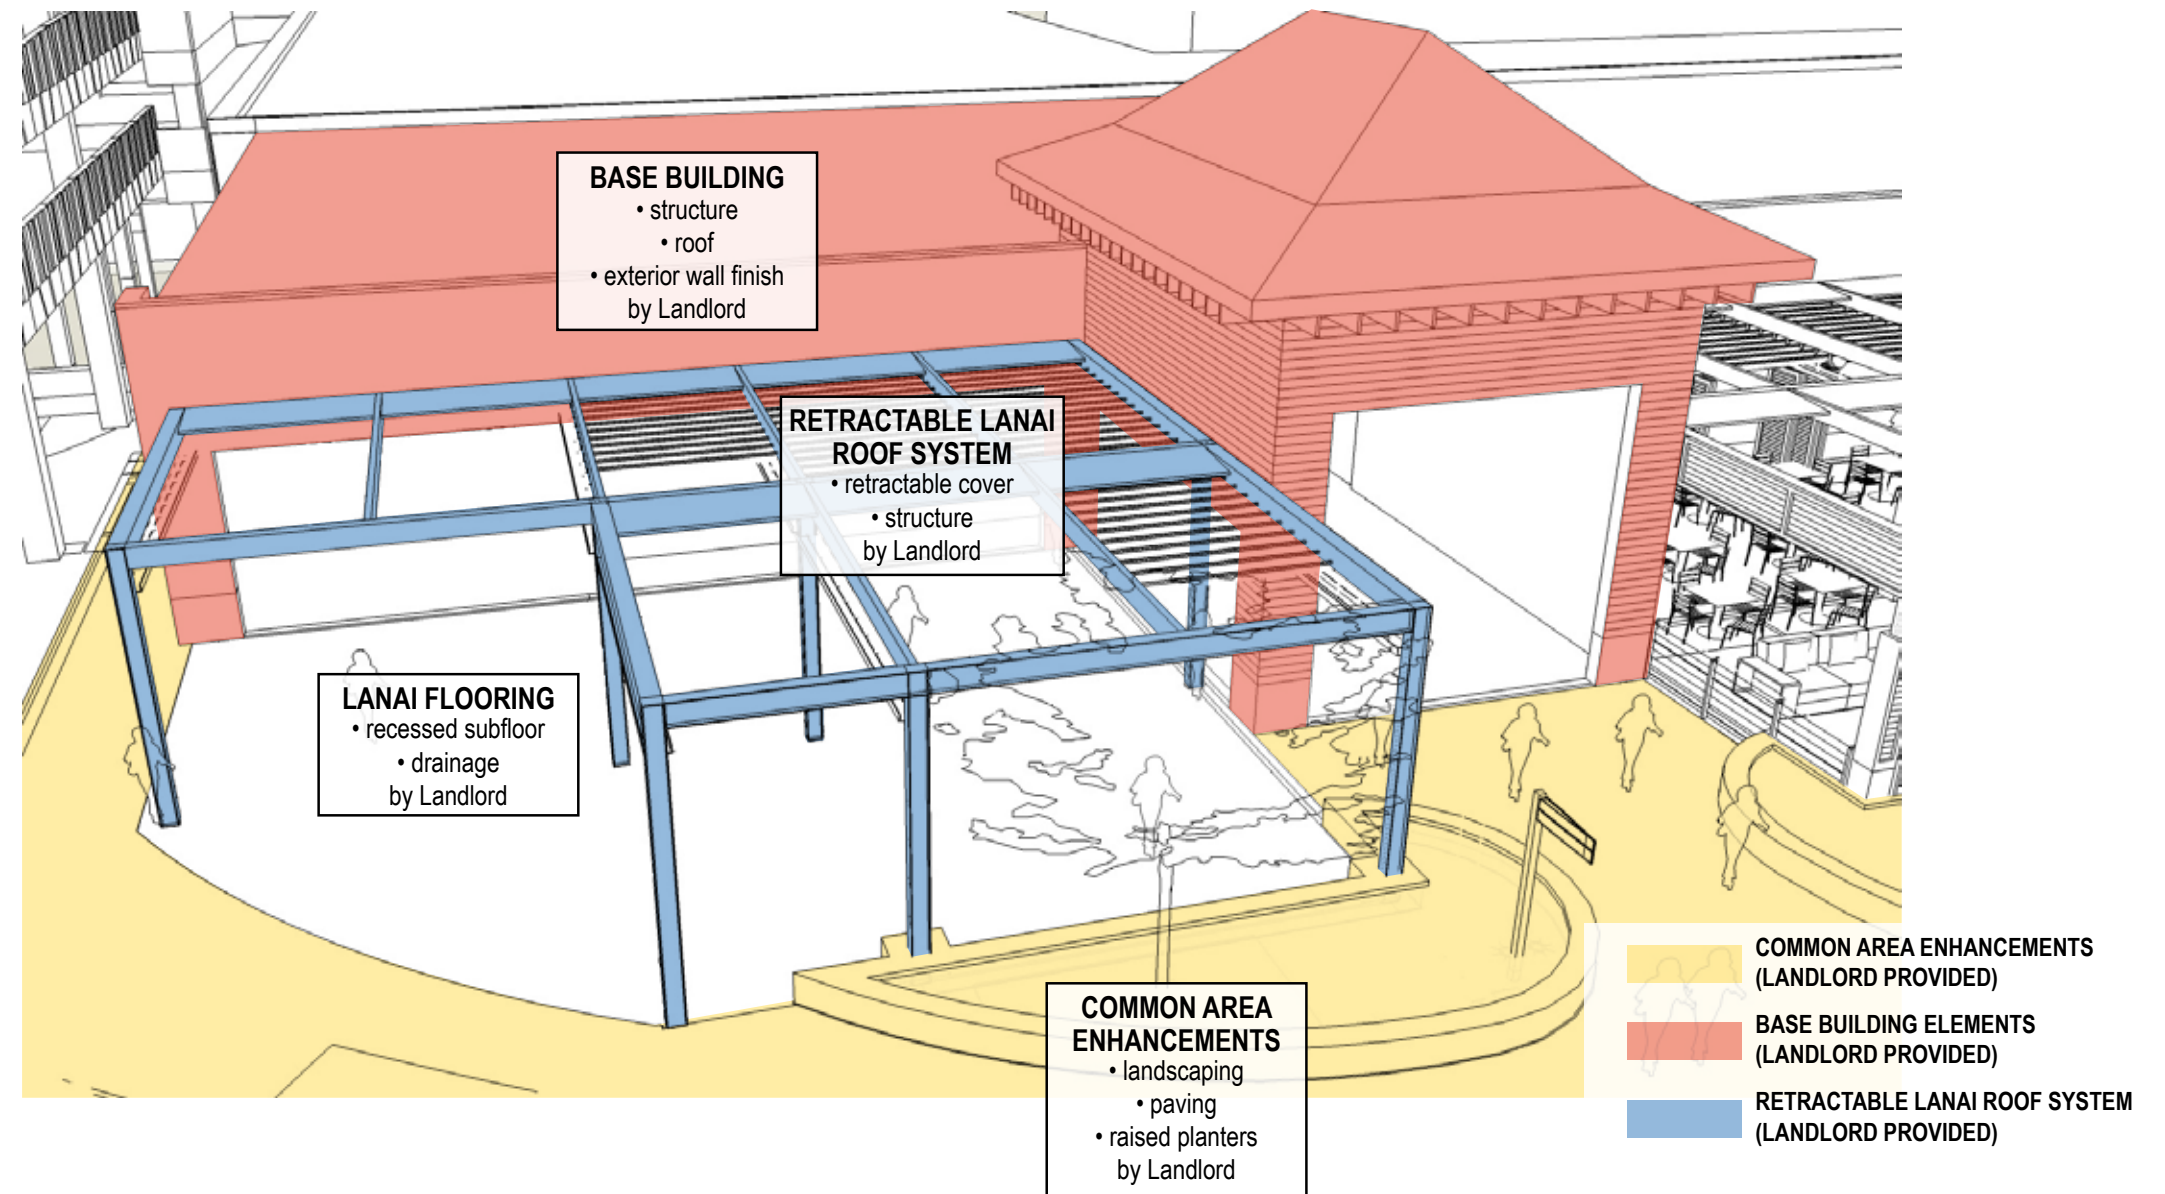 BASE BUILDING
• structure
• roof
• exterior wall finish
by Landlord
RETRACTABLE LANAI
ROOF SYSTEM
• retractable cover
• structure
by Landlord
LANAI FLOORING
• recessed subfloor
• drainage
by Landlord
COMMON AREA
ENHANCEMENTS
• landscaping
• paving
• raised planters
by Landlord
COMMON AREA ENHANCEMENTS
(LANDLORD PROVIDED)
BASE BUILDING ELEMENTS
(LANDLORD PROVIDED)
RETRACTABLE LANAI ROOF SYSTEM
(LANDLORD PROVIDED)